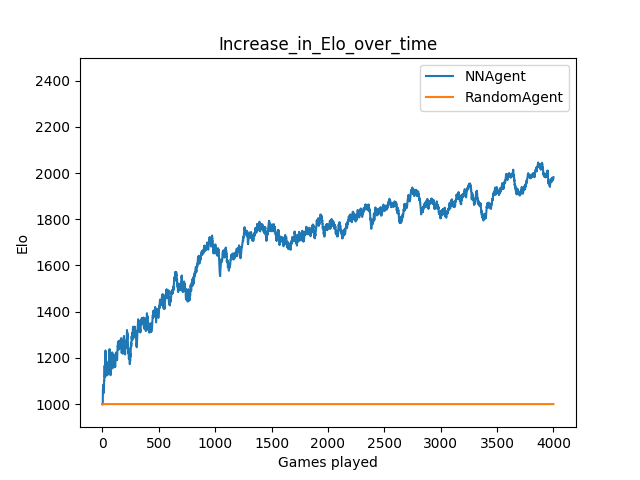 Increase_in_Elo_over_time
NNAgent
RandomAgent
2400
2200
2000
1800
1600
1400
1200
1000
Elo
0 500 1000 1500 2000 2500 3000 3500 4000
Games played